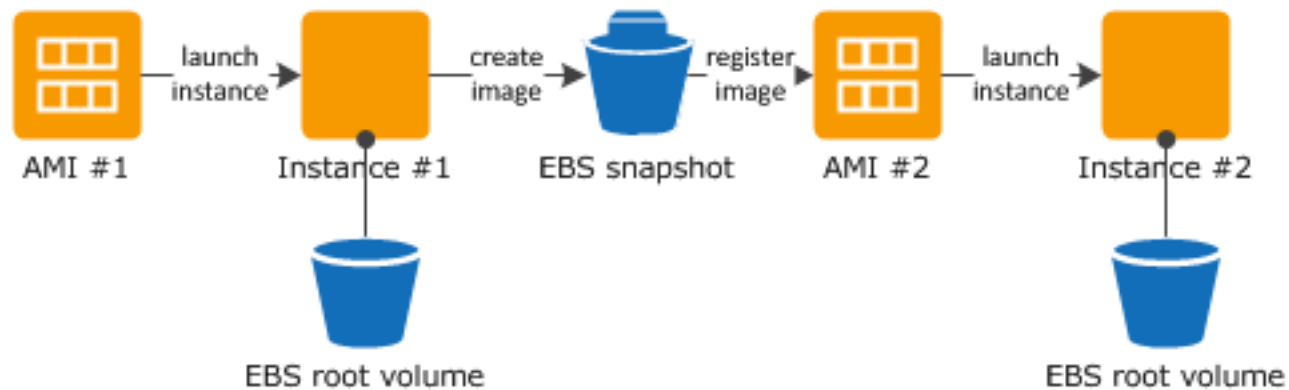 launch
instance
create
image
register
image
launch
instance
AMI #1
Instance #1
EBS snapshot
AMI #2
Instance #2
EBS root volume
EBS root volume